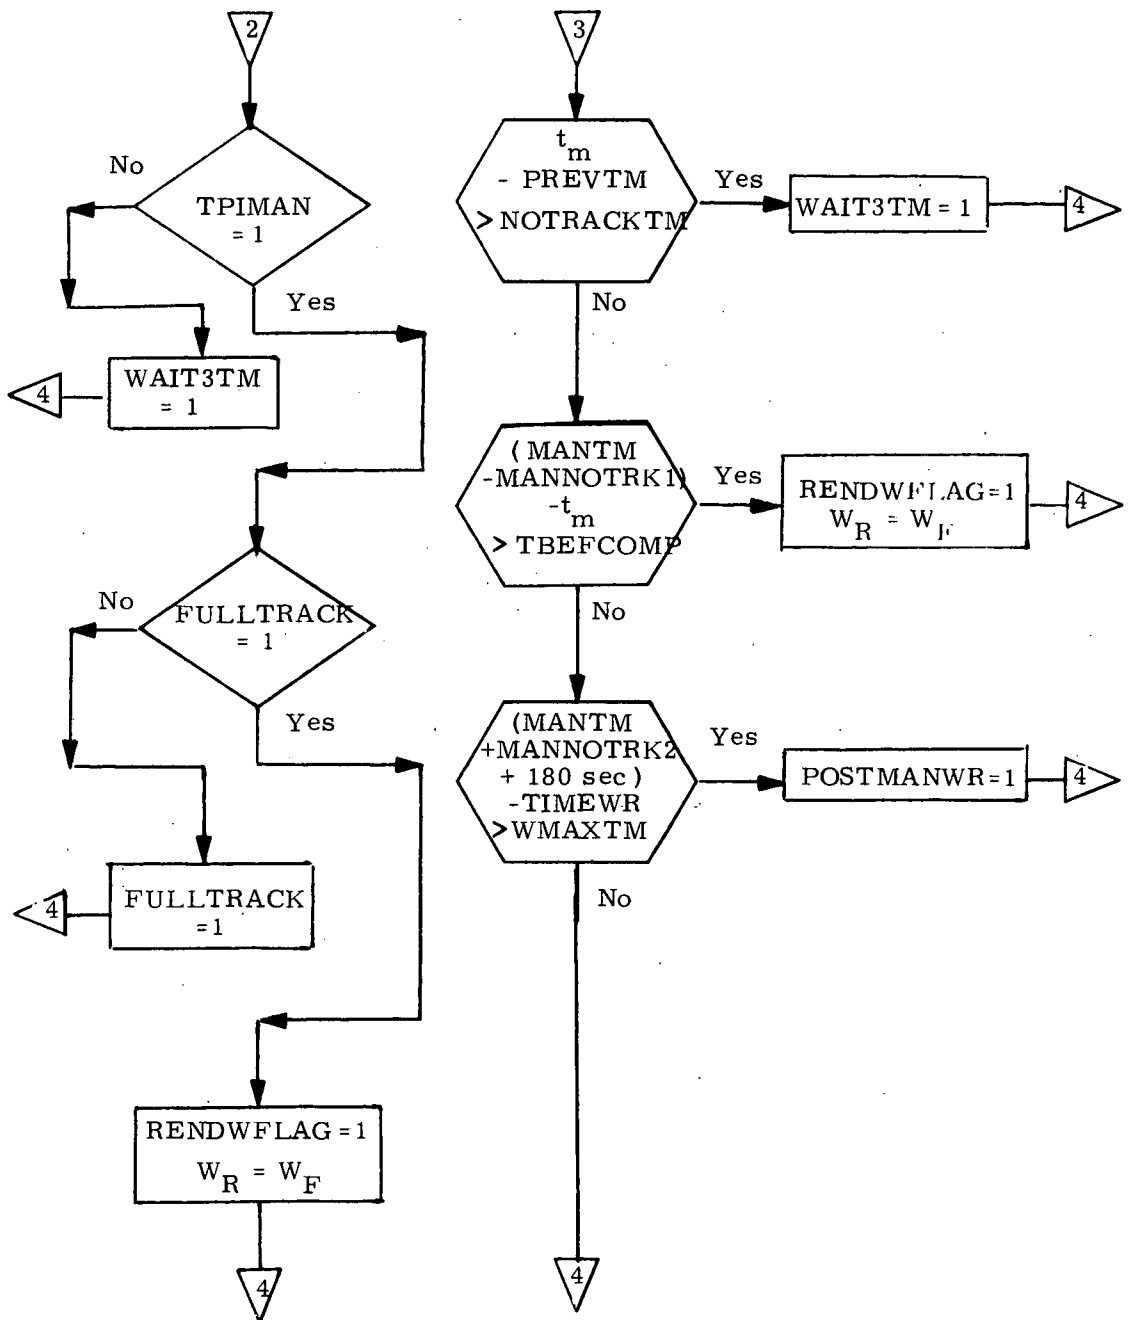 2
No
TPIMAN
= 1
Yes
WAIT3TM
= 1
4
FULLTRACK
= 1
No
Yes
FULLTRACK
=1
4
RENDWFLAG=1
W_R = W_F
4
3
t_m
- PREVTM
> NOTRACKTM
Yes
WAIT3TM = 1
4
No
(MANTM
-MANNOTRK1)
-t_m
> TBEFCOMP
Yes
RENDWFLAG=1
W_R = W_F
4
No
(MANTM
+MANNOTRK2
+ 180 sec)
-TIMEWR
>WMAXTM
Yes
POSTMANWR=1
4
No
4